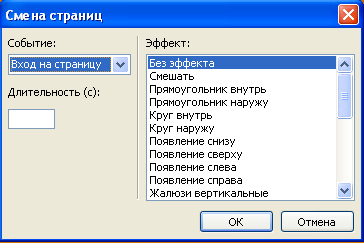 Смена страниц
Событие:
Вход на страницу
Длительность (с):
Эффект:
Без эффекта
Смешать
Прямоугольник внутрь
Прямоугольник наружу
Круг внутрь
Круг наружу
Появление снизу
Появление сверху
Появление слева
Появление справа
Жалюзи вертикальные
ОК
Отмена